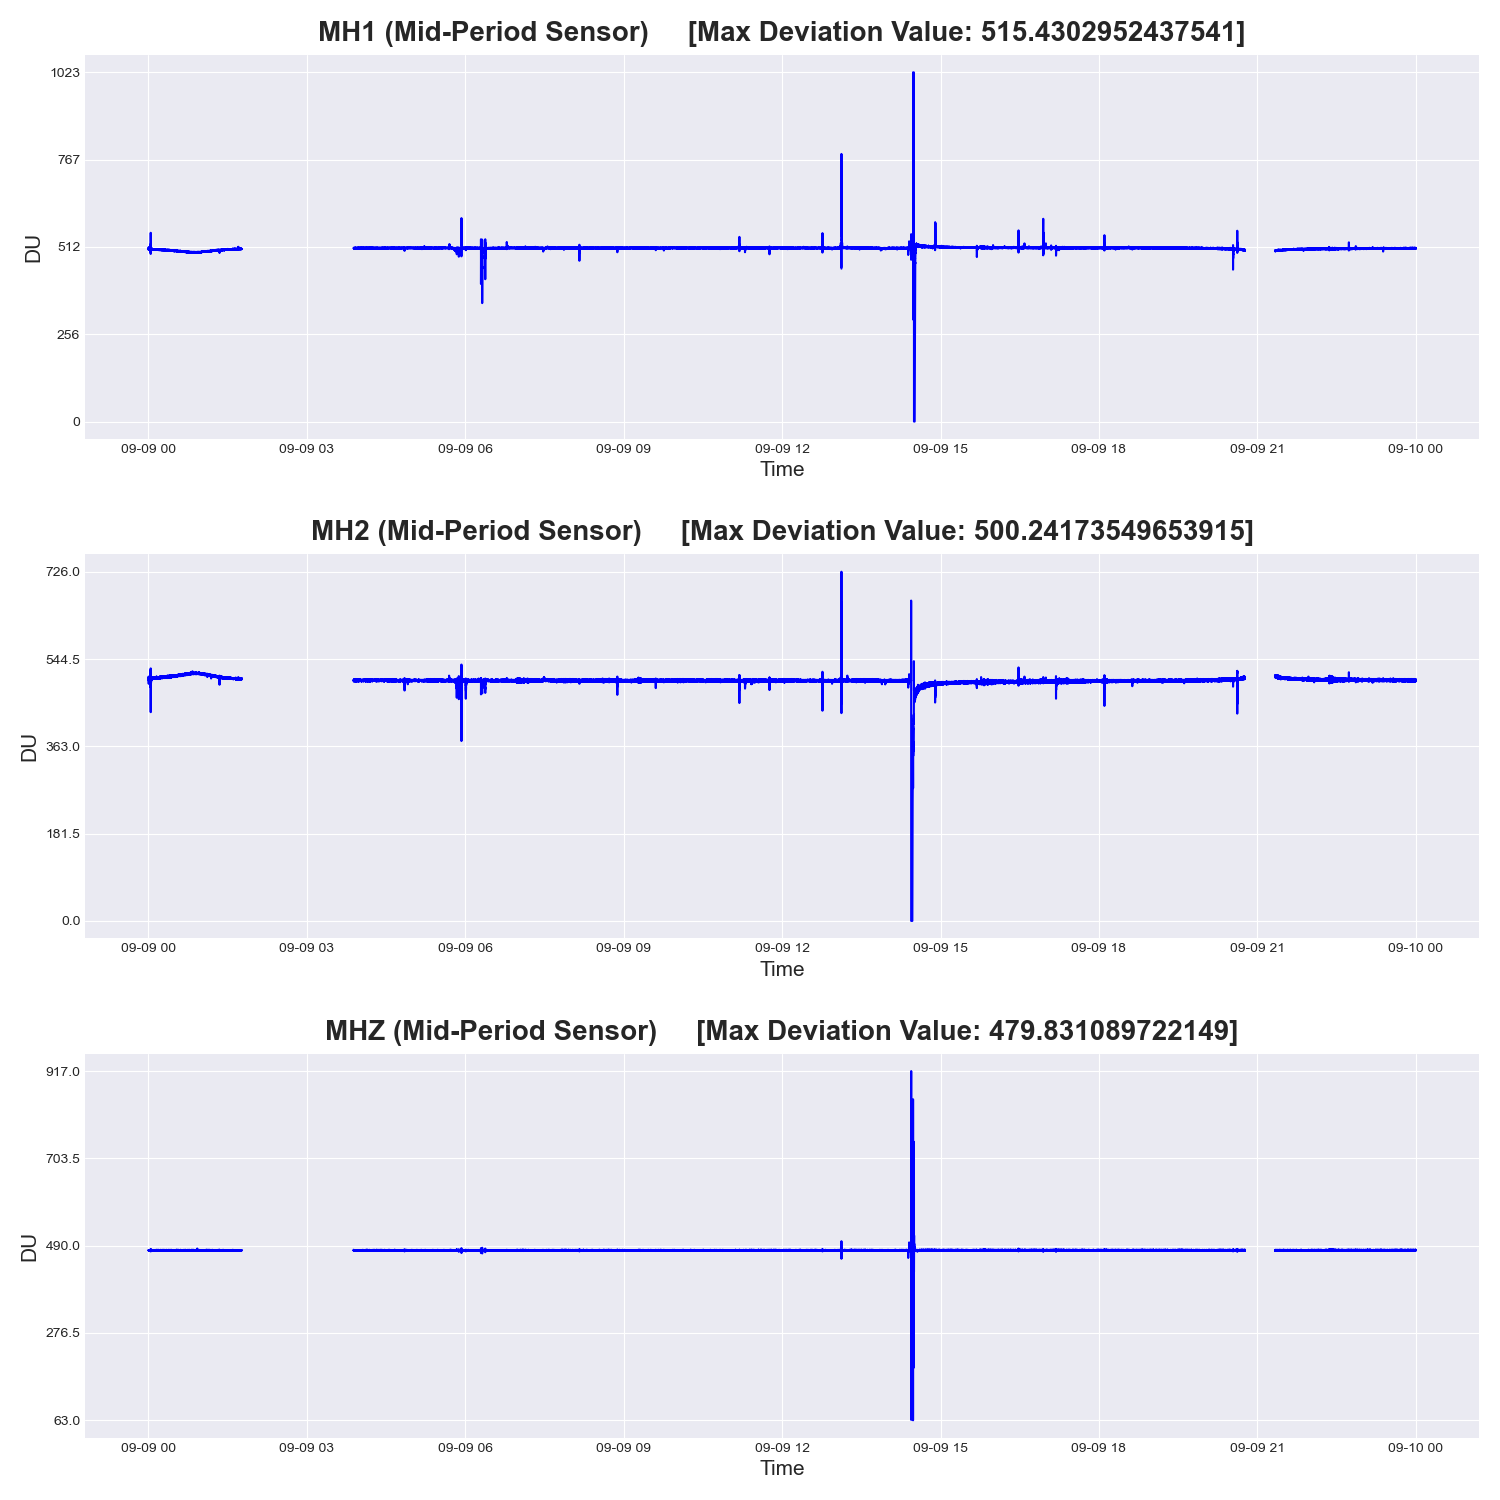 MH1 (Mid-Period Sensor) [Max Deviation Value: 515.4302952437541]
1023
767
512
256
0
DU
09-09 00 09-09 03 09-09 06 09-09 09 09-09 12 09-09 15 09-09 18 09-09 21 09-10 00
Time
MH2 (Mid-Period Sensor) [Max Deviation Value: 500.24173549653915]
726.0
544.5
363.0
181.5
0.0
DU
09-09 00 09-09 03 09-09 06 09-09 09 09-09 12 09-09 15 09-09 18 09-09 21 09-10 00
Time
MHZ (Mid-Period Sensor) [Max Deviation Value: 479.831089722149]
917.0
703.5
490.0
276.5
63.0
DU
09-09 00 09-09 03 09-09 06 09-09 09 09-09 12 09-09 15 09-09 18 09-09 21 09-10 00
Time